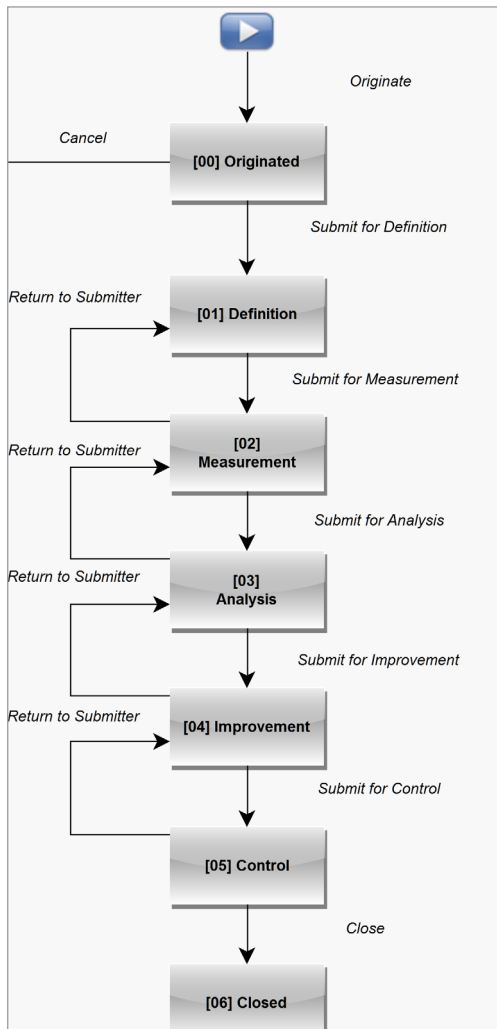 Originate
Cancel
[00] Originated
Submit for Definition
Return to Submitter
[01] Definition
Submit for Measurement
[02]
Measurement
Return to Submitter
Submit for Analysis
[03]
Analysis
Return to Submitter
Submit for Improvement
[04] Improvement
Return to Submitter
Submit for Control
[05] Control
Close
[06] Closed